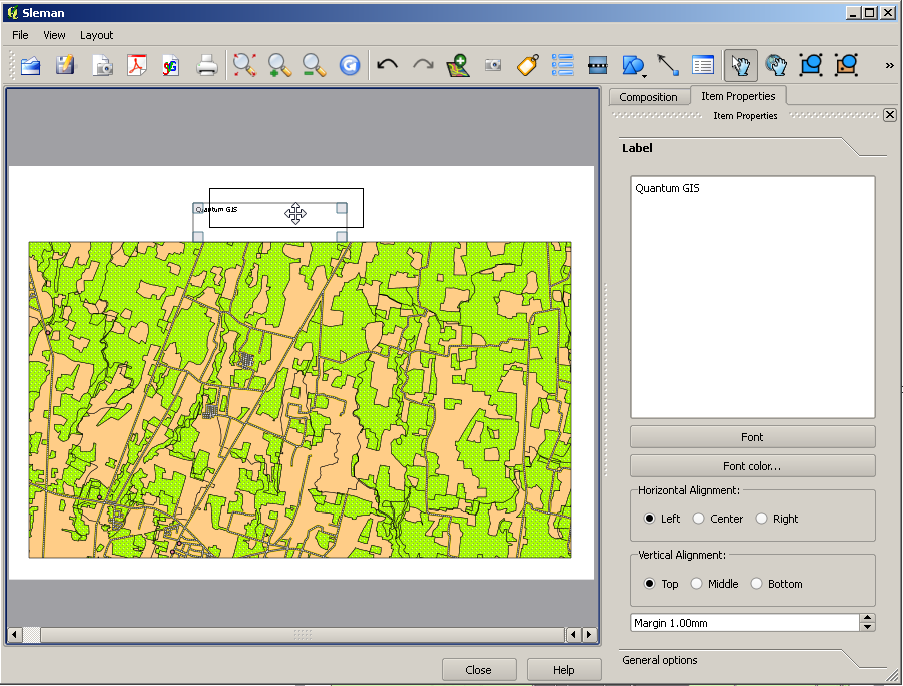 Sleman
File View Layout
»
Composition Item Properties
Item Properties
Label
Quantum GIS
Quantum GIS
Font
Font color...
Horizontal Alignment:
Left Center Right
Vertical Alignment:
Top Middle Bottom
Margin 1.00mm
General options
Close Help